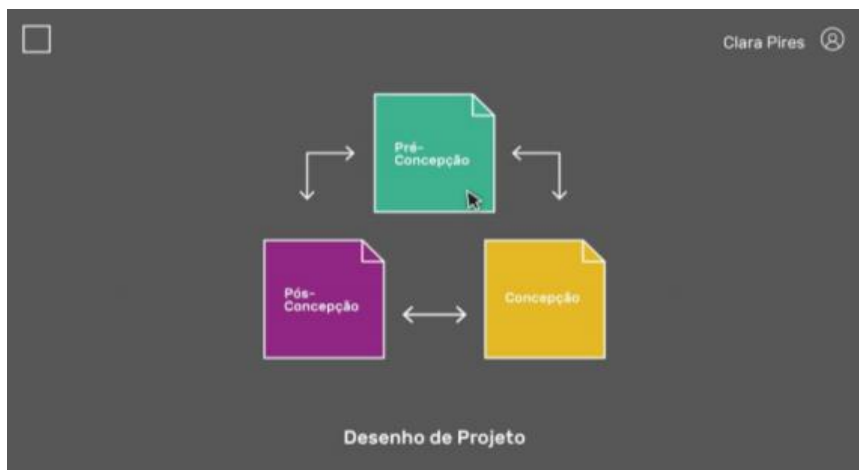 Clara Pires
Pré-
Concepção
Pós-
Concepção
Concepção
Desenho de Projeto